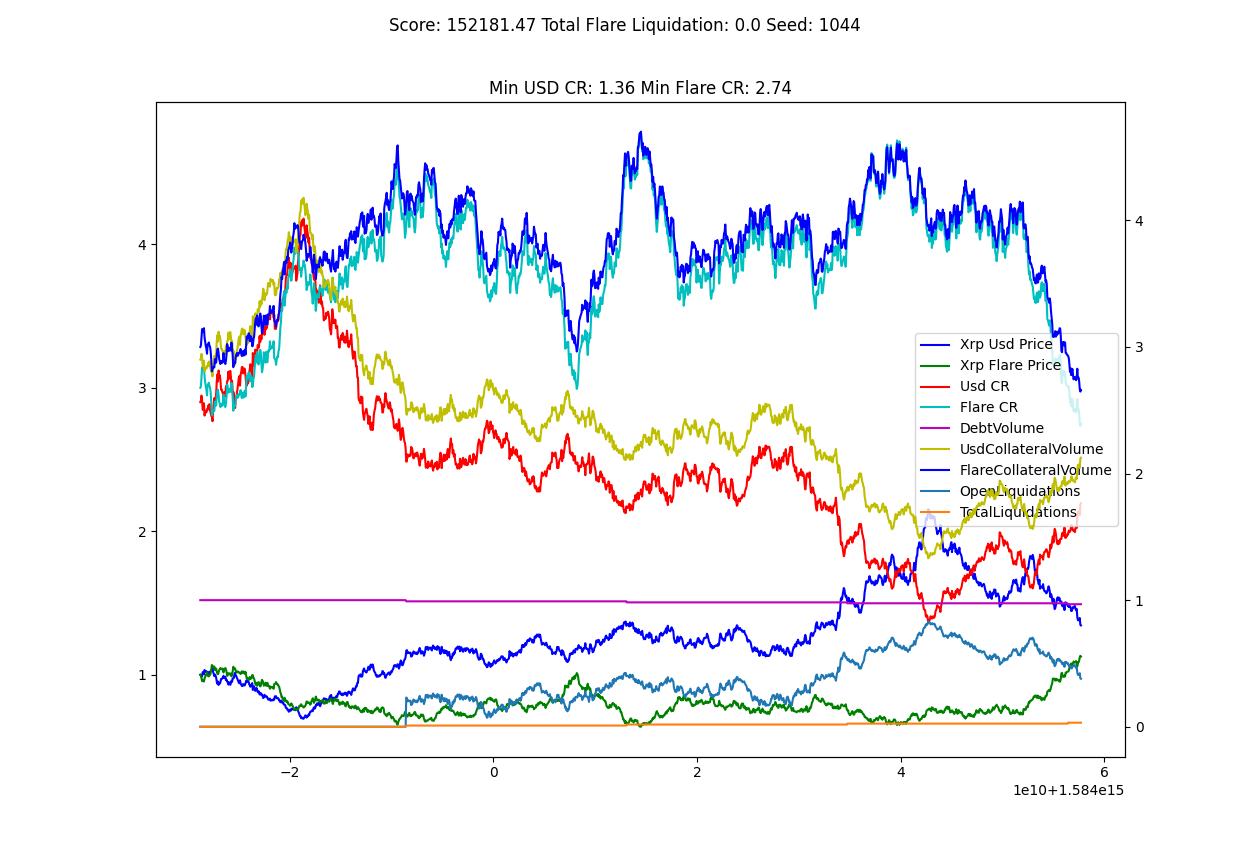 Score: 152181.47 Total Flare Liquidation: 0.0 Seed: 1044
Min USD CR: 1.36 Min Flare CR: 2.74
4
3
2
1
4
3
2
1
0
Xrp Usd Price
Xrp Flare Price
Usd CR
Flare CR
DebtVolume
UsdCollateralVolume
FlareCollateralVolume
OpenLiquidations
TotalLiquidations
−2 0 2 4 6
1e10+1.584e15